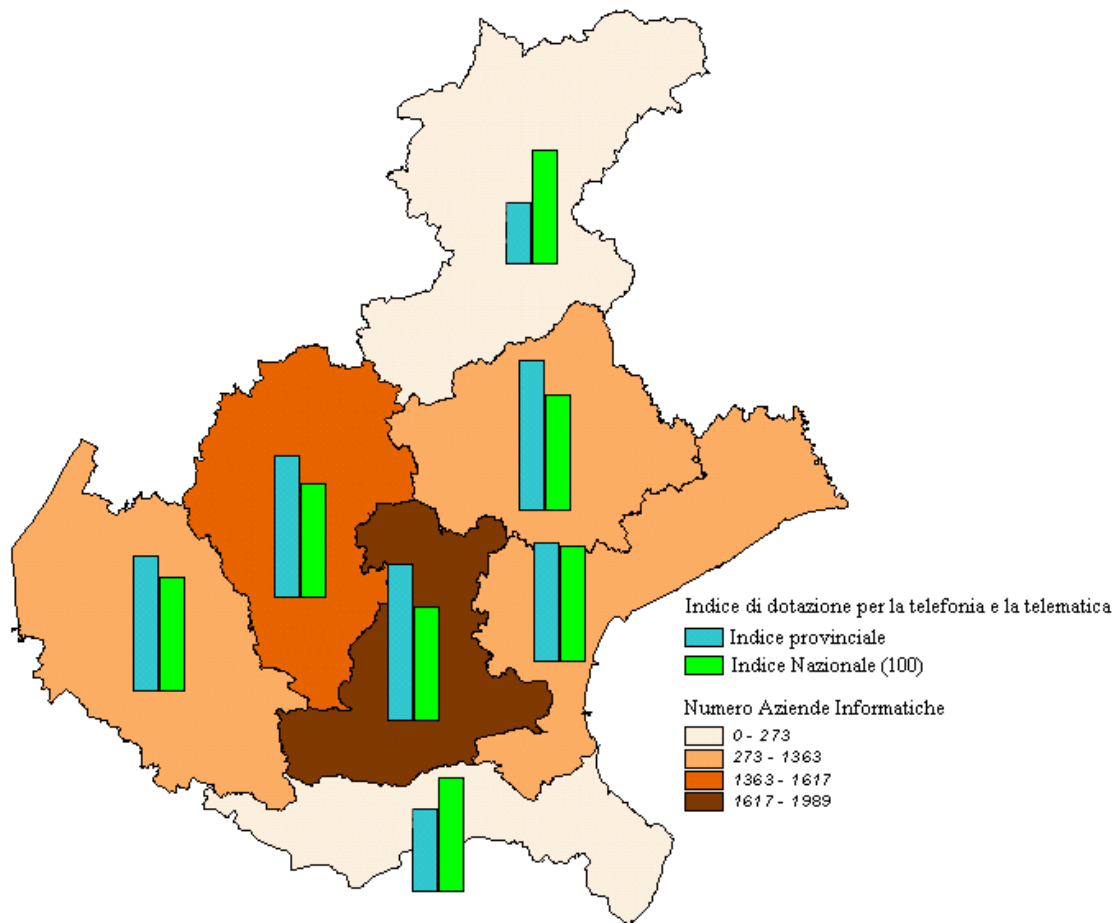 Indice di dotazione per la telefonia e la telematica
Indice provinciale
Indice Nazionale (100)
Numero Aziende Informatiche
0 - 273
273 - 1363
1363 - 1617
1617 - 1989